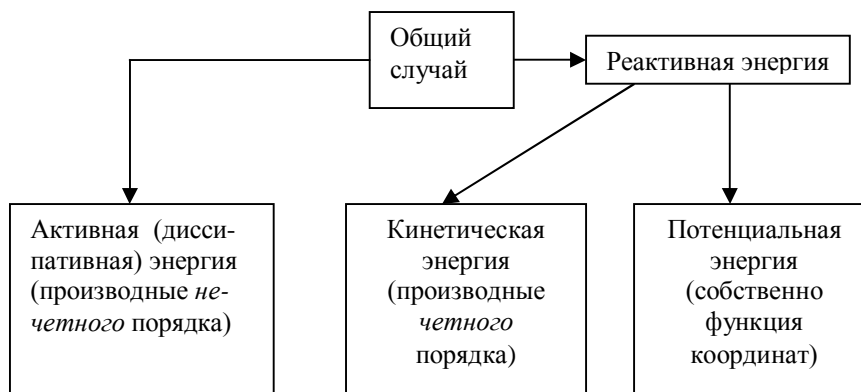 Общий
случай
Реактивная энергия
Активная (дисси-
пативная) энергия
(производные не-
четного порядка)
Кинетическая
энергия
(производные
четного
порядка)
Потенциальная
энергия
(собственно
функция
координат)